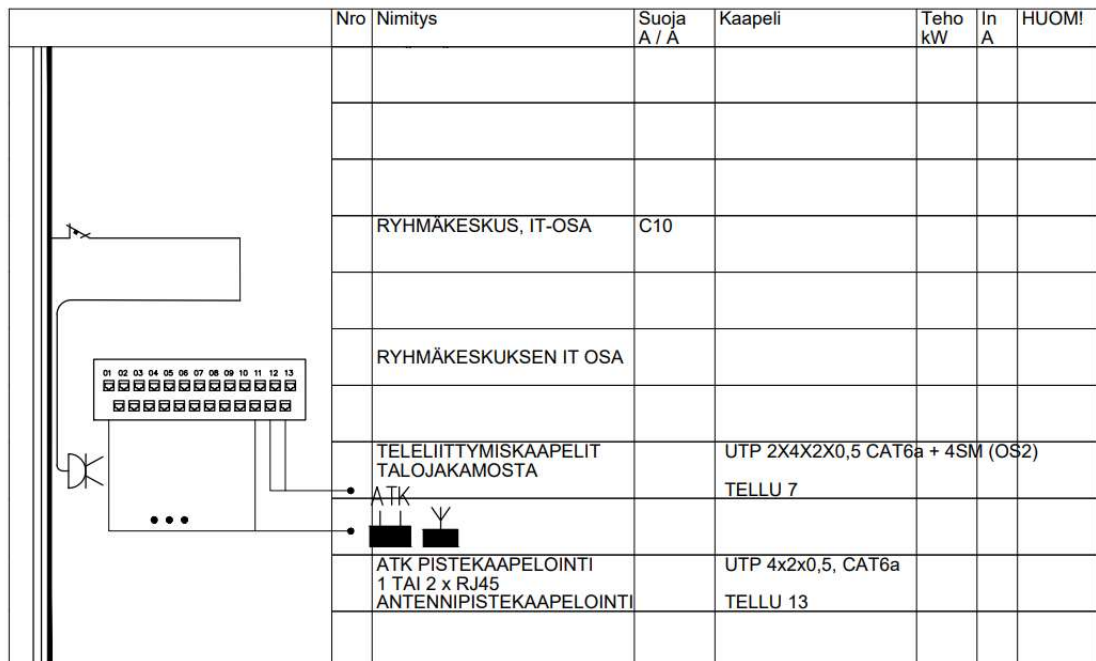 Nro Nimitys Suoja A / A Kaapeli Teho kW In A HUOM!
RYHMÄKESKUS, IT-OSA C10
RYHMÄKESKUKSEN IT OSA
01 02 03 04 05 06 07 08 09 10 11 12 13
TELELIITTYMISKAAPELIT UTP 2X4X2X0,5 CAT6a + 4SM (OS2)
TALOJAKAMOSTA
TELLU 7
ATK
ATK PISTEKAAPELOINTI UTP 4x2x0,5, CAT6a
1 TAI 2 x RJ45
ANTENNIPISTEKAAPELOINTI TELLU 13